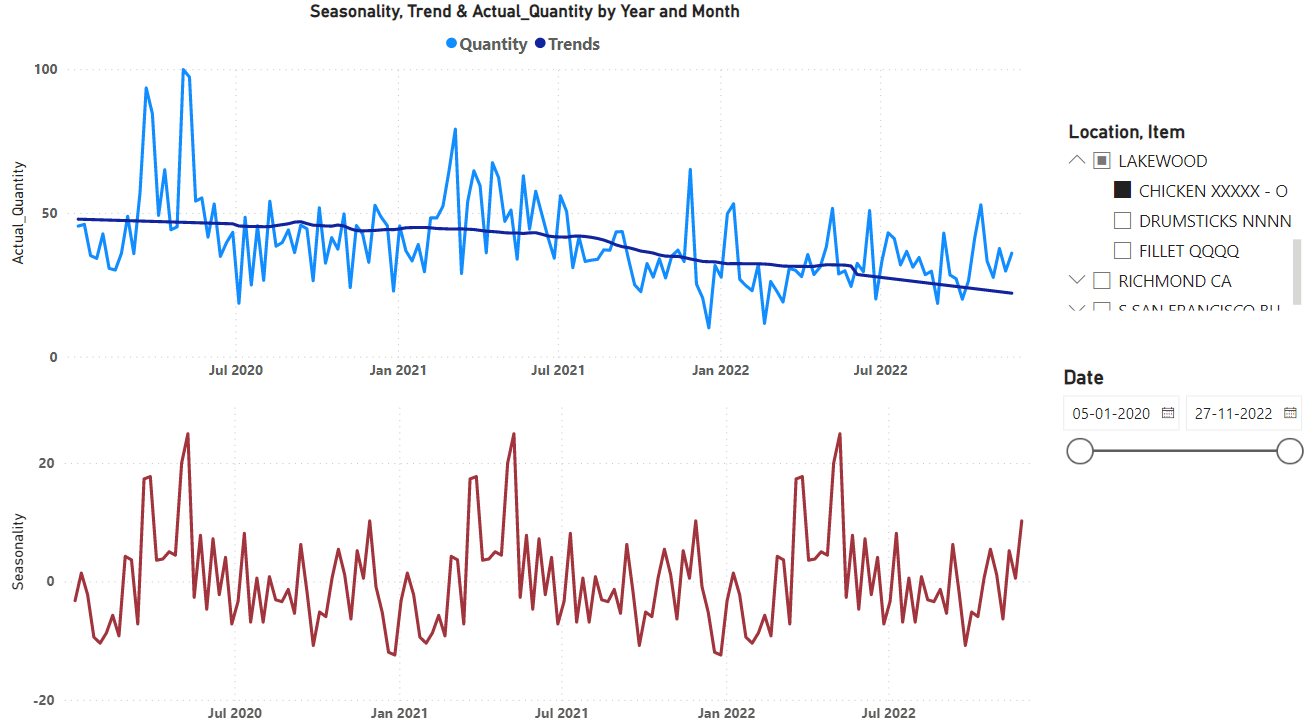 Seasonality, Trend & Actual_Quantity by Year and Month
Quantity Trends
100
50
0
Actual_Quantity
Jul 2020 Jan 2021 Jul 2021 Jan 2022 Jul 2022
20
0
-20
Seasonality
Jul 2020 Jan 2021 Jul 2021 Jan 2022 Jul 2022
Location, Item
LAKEWOOD
CHICKEN XXXXX - O
DRUMSTICKS NNNN
FILLET QQQQ
RICHMOND CA
S SAN FRANCISCO
Date
05-01-2020 27-11-2022